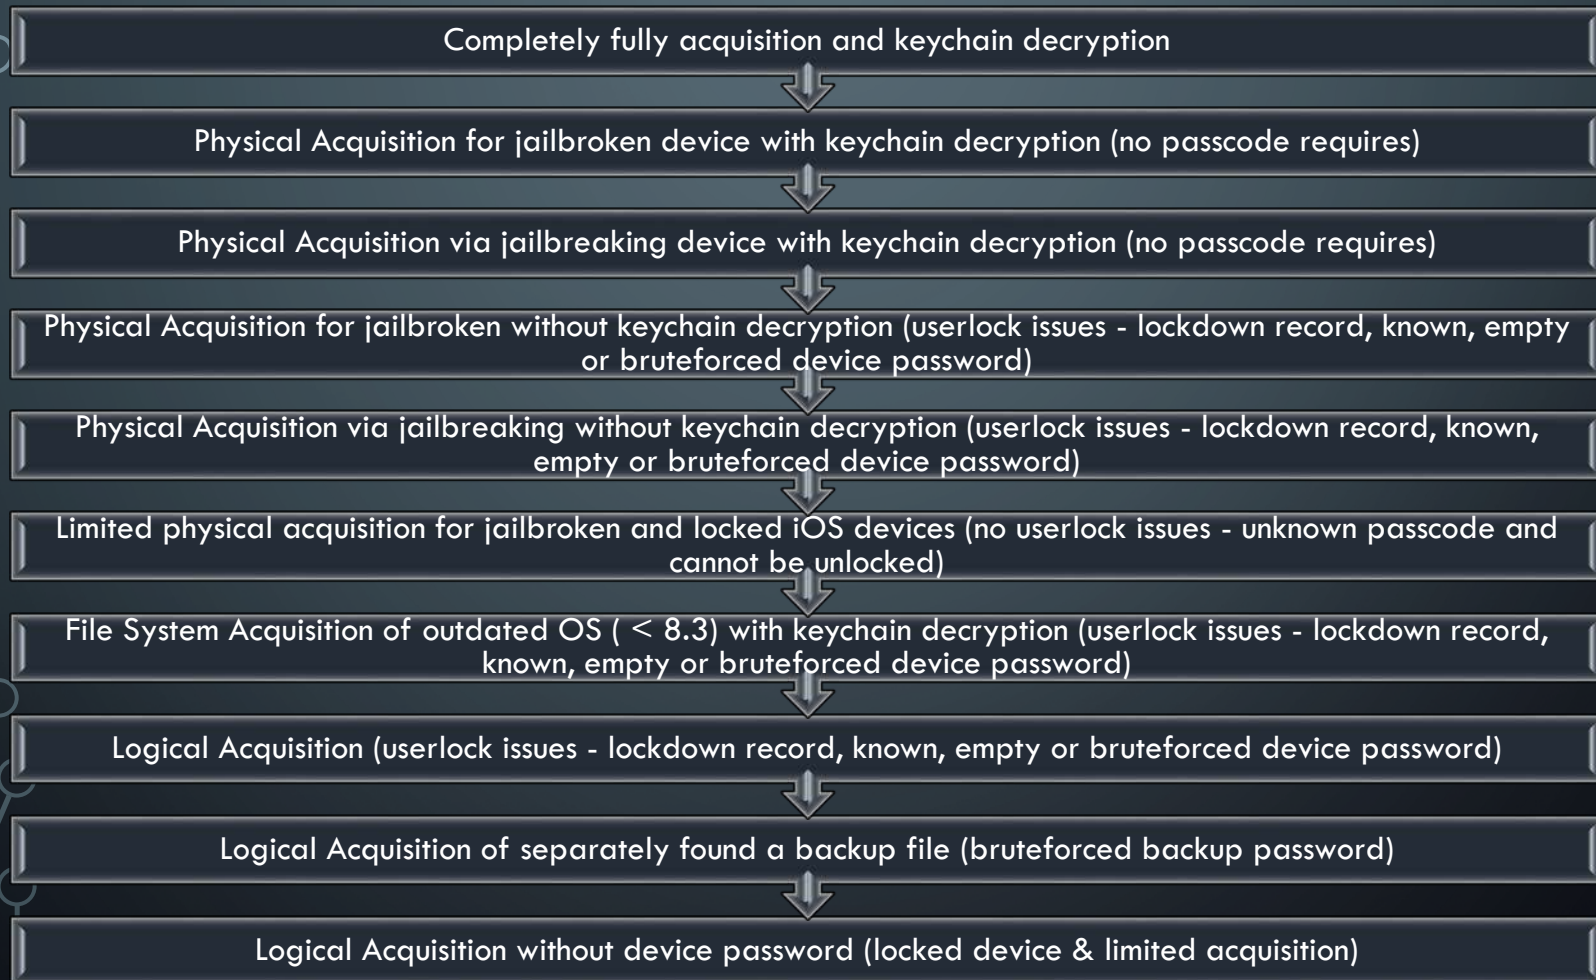 Completely fully acquisition and keychain decryption
Physical Acquisition for jailbroken device with keychain decryption (no passcode requires)
Physical Acquisition via jailbreaking device with keychain decryption (no passcode requires)
Physical Acquisition for jailbroken without keychain decryption (userlock issues - lockdown record, known, empty
or bruteforced device password)
Physical Acquisition via jailbreaking without keychain decryption (userlock issues - lockdown record, known,
empty or bruteforced device password)
Limited physical acquisition for jailbroken and locked iOS devices (no userlock issues - unknown passcode and
cannot be unlocked)
File System Acquisition of outdated OS ( < 8.3) with keychain decryption (userlock issues - lockdown record,
known, empty or bruteforced device password)
Logical Acquisition (userlock issues - lockdown record, known, empty or bruteforced device password)
Logical Acquisition of separately found a backup file (bruteforced backup password)
Logical Acquisition without device password (locked device & limited acquisition)